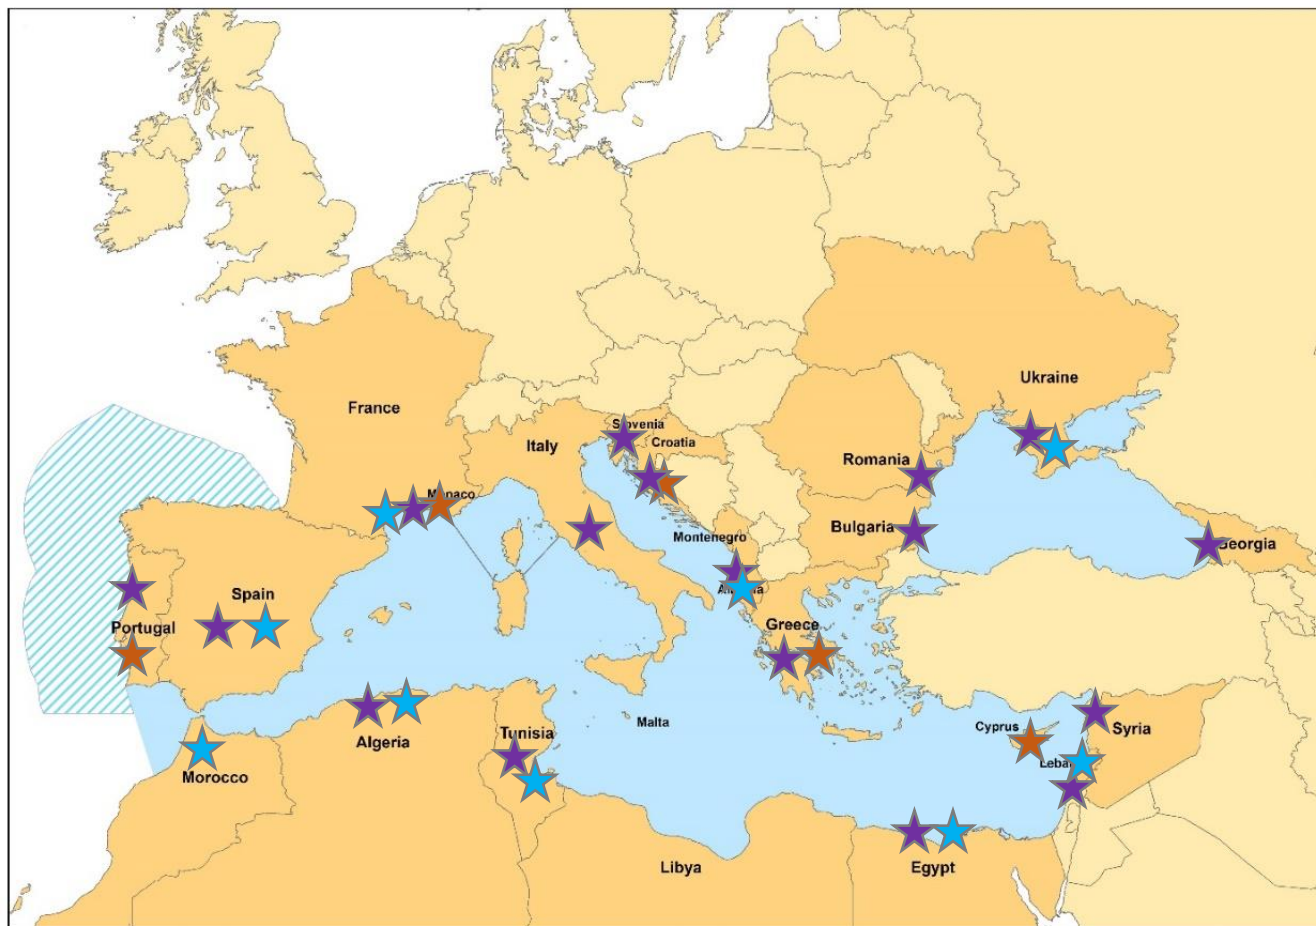 Ukraine
France
Slovenia
Croatia
Italy
Romania
Monaco
Bulgaria
Montenegro
Georgia
Spain
Portugal
Greece
Malta
Cyprus
Syria
Tunisia
Algeria
Morocco
Libya
Egypt